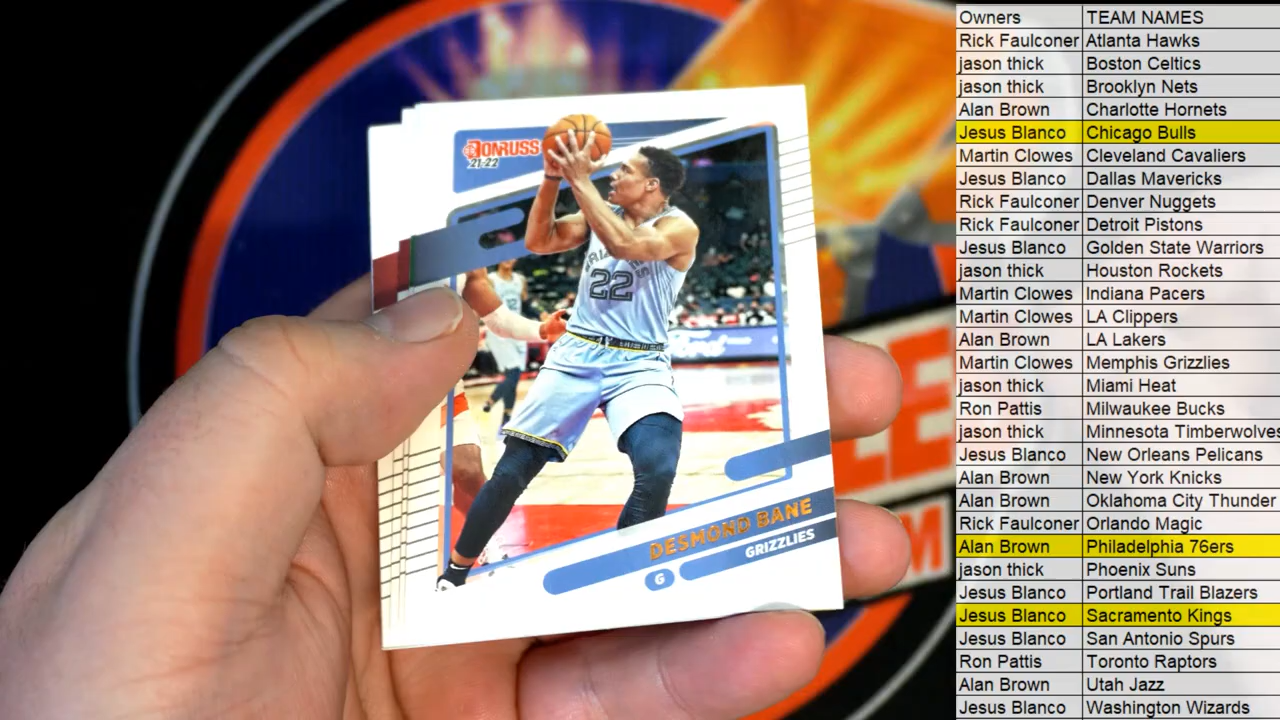 DONRUSS
21-22
22
DESMOND BANE
GRIZZLIES
G
Owners TEAM NAMES
Rick Faulconer Atlanta Hawks
jason thick Boston Celtics
jason thick Brooklyn Nets
Alan Brown Charlotte Hornets
Jesus Blanco Chicago Bulls
Martin Clowes Cleveland Cavaliers
Jesus Blanco Dallas Mavericks
Rick Faulconer Denver Nuggets
Rick Faulconer Detroit Pistons
Jesus Blanco Golden State Warriors
jason thick Houston Rockets
Martin Clowes Indiana Pacers
Martin Clowes LA Clippers
Alan Brown LA Lakers
Martin Clowes Memphis Grizzlies
jason thick Miami Heat
Ron Pattis Milwaukee Bucks
jason thick Minnesota Timberwolves
Jesus Blanco New Orleans Pelicans
Alan Brown New York Knicks
Alan Brown Oklahoma City Thunder
Rick Faulconer Orlando Magic
Alan Brown Philadelphia 76ers
jason thick Phoenix Suns
Jesus Blanco Portland Trail Blazers
Jesus Blanco Sacramento Kings
Jesus Blanco San Antonio Spurs
Ron Pattis Toronto Raptors
Alan Brown Utah Jazz
Jesus Blanco Washington Wizards